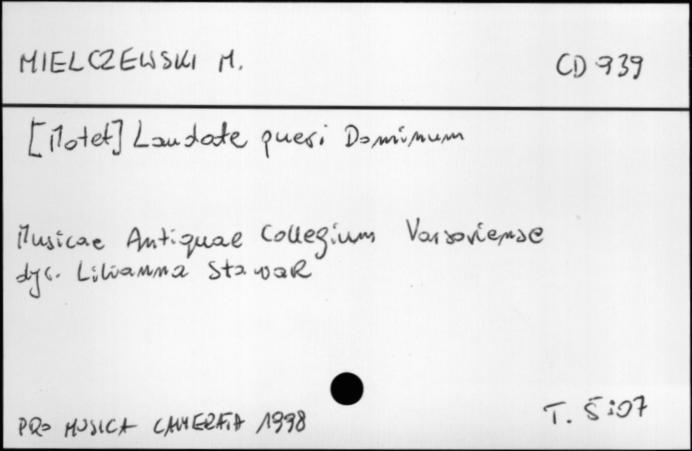 MIELCZEWSKI M.
CD 939
[Motet] Laudate pueri Dominum
Musicae Antiquae Collegium Varsoviense
dyr. Lilianna Stawarz
PRO MUSICA CAMERATA 1998
T. 5:07